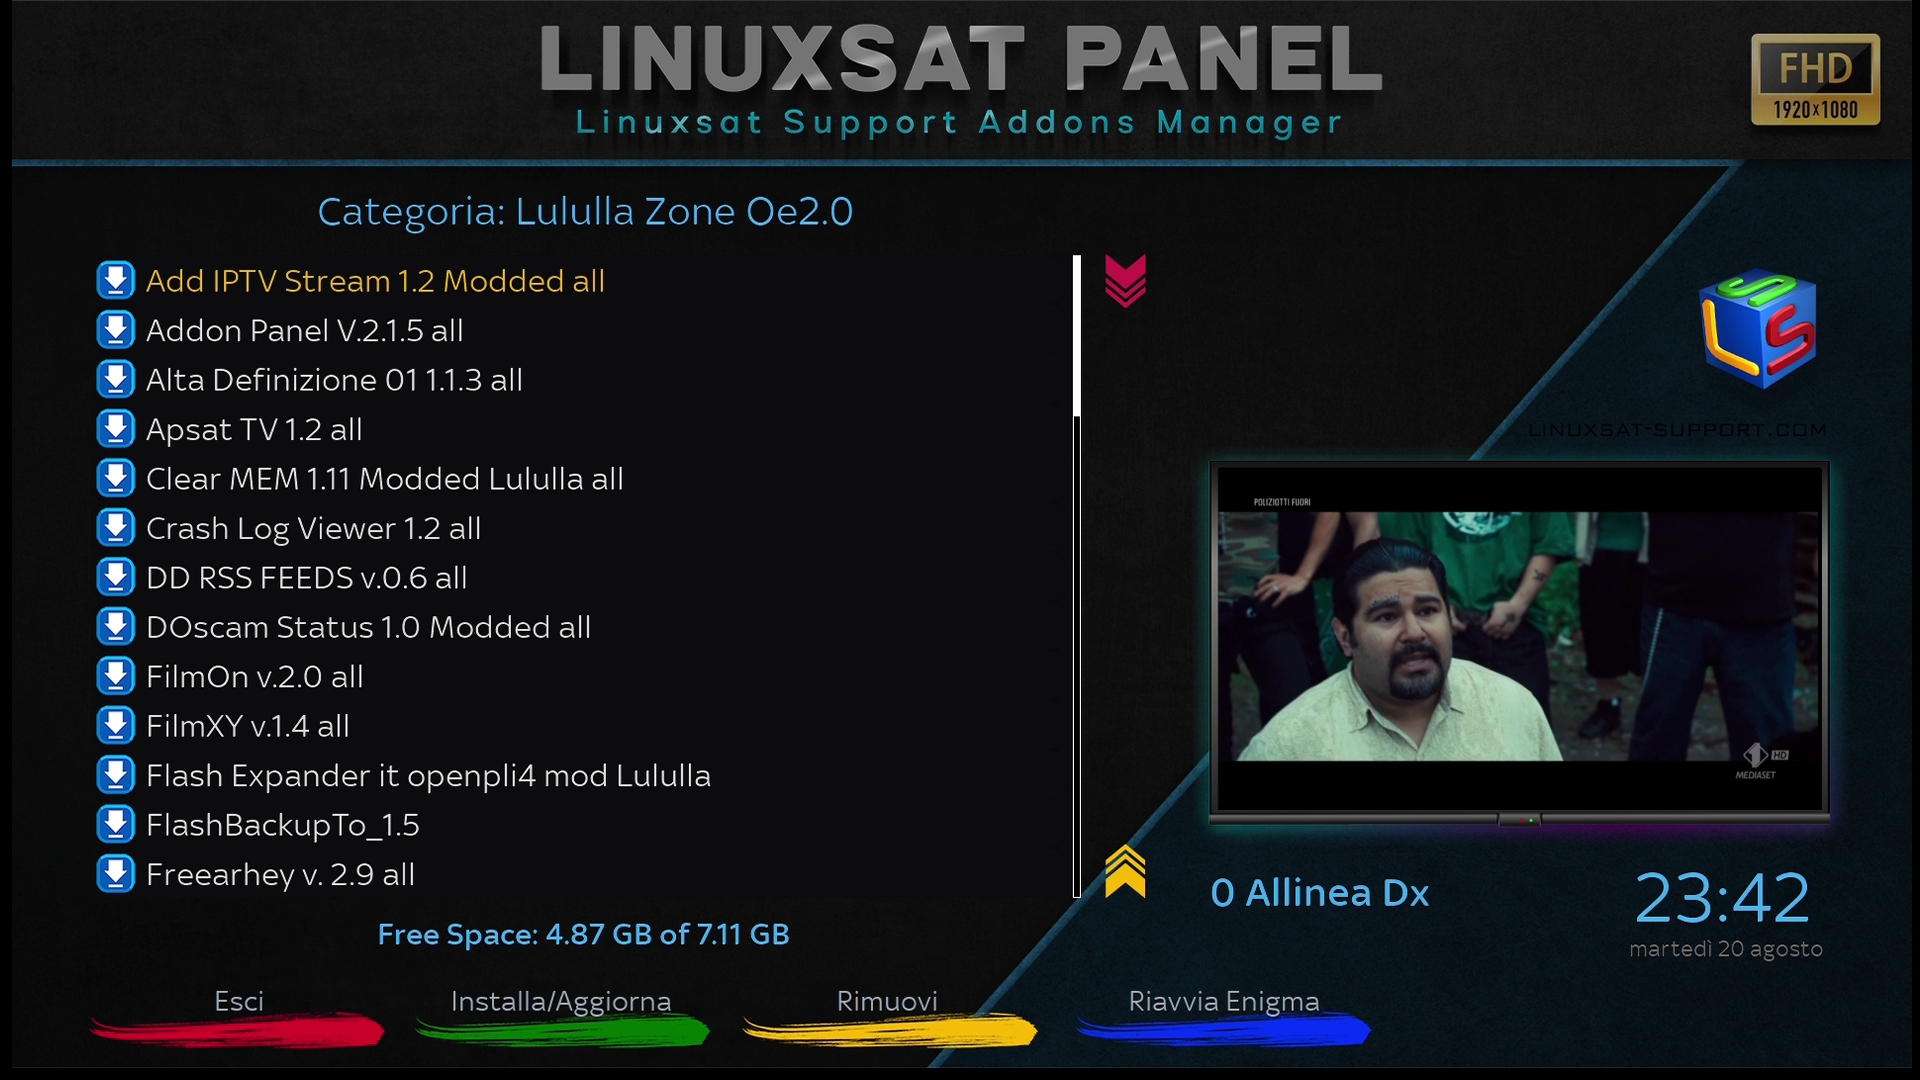 LINUXSAT PANEL
Linuxsat Support Addons Manager
FHD
1920x1080
Categoria: Lululla Zone Oe2.0
Add IPTV Stream 1.2 Modded all
Addon Panel V.2.1.5 all
Alta Definizione 01 1.1.3 all
Apsat TV 1.2 all
Clear MEM 1.11 Modded Lululla all
Crash Log Viewer 1.2 all
DD RSS FEEDS v.0.6 all
DOscam Status 1.0 Modded all
FilmOn v.2.0 all
FilmXY v.1.4 all
Flash Expander it openpli4 mod Lululla
FlashBackupTo_1.5
Freearhey v. 2.9 all
Free Space: 4.87 GB of 7.11 GB
LSS
LINUXSAT-SUPPORT.COM
POLIZIOTTI FUORI
1 HD
MEDIASET
0 Allinea Dx
23:42
martedì 20 agosto
Esci
Installa/Aggiorna
Rimuovi
Riavvia Enigma